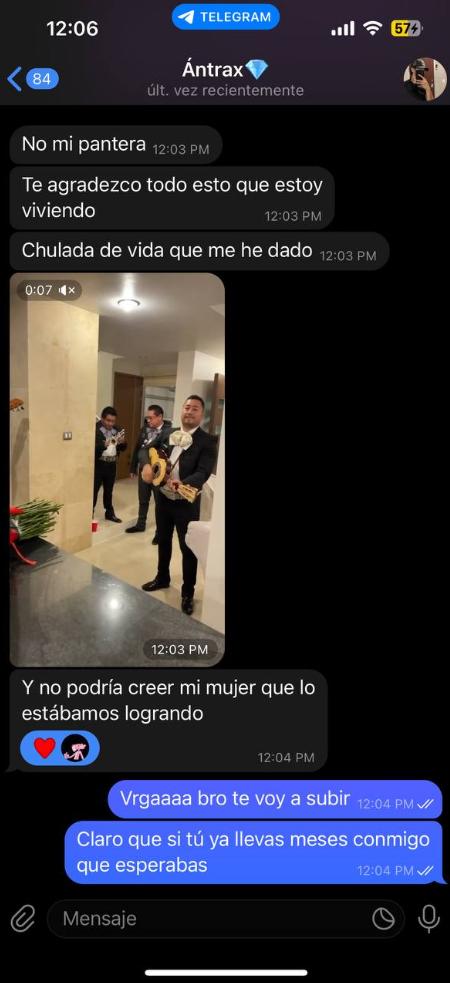 12:06
TELEGRAM
57
84
Ántrax💎
últ. vez recientemente
No mi pantera 12:03 PM
Te agradezco todo esto que estoy
viviendo 12:03 PM
Chulada de vida que me he dado 12:03 PM
0:07
12:03 PM
Y no podría creer mi mujer que lo
estábamos logrando
❤️ 12:04 PM
Vrgaaaa bro te voy a subir 12:04 PM
Claro que si tú ya llevas meses conmigo
que esperabas 12:04 PM
Mensaje